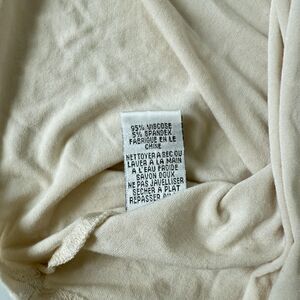 95% VISCOSE
5% SPANDEX
FABRIQUE EN LE
CHINE
NETTOYER A SEC OU
LAVER A LA MAIN
A L'EAU FROIDE
SAVON DOUX
NE PAS JAVELLISER
SECHER A PLAT
REPASSER